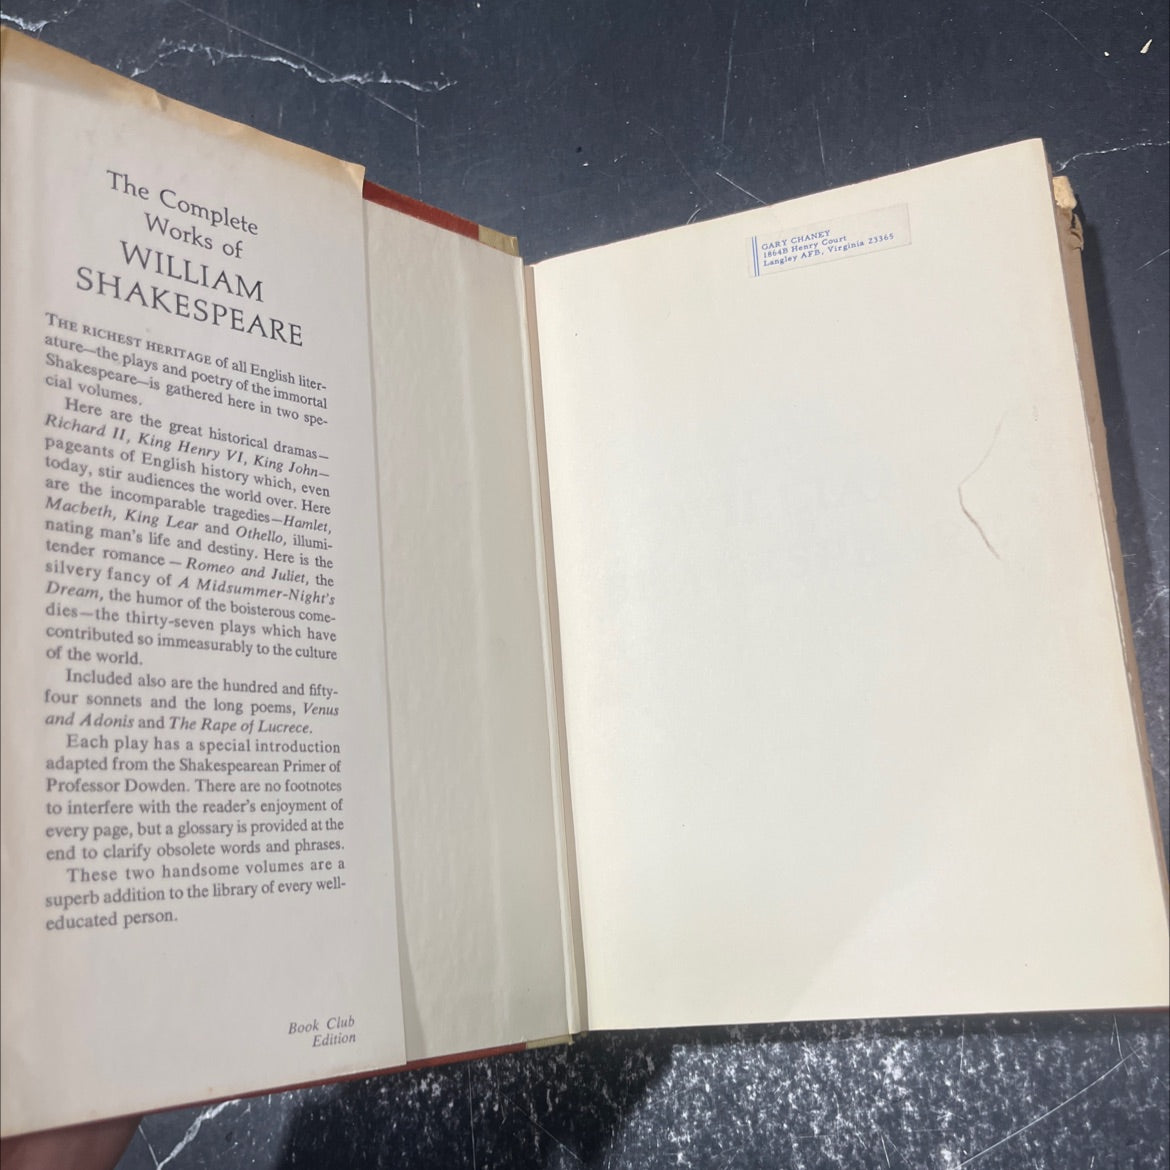 The Complete
Works of
WILLIAM
SHAKESPEARE
THE RICHEST HERITAGE of all English liter-
ature—the plays and poetry of the immortal
Shakespeare—is gathered here in two spe-
cial volumes.
Here are the great historical dramas—
Richard II, King Henry VI, King John—
pageants of English history which, even
today, stir audiences the world over. Here
are the incomparable tragedies—Hamlet,
Macbeth, King Lear and Othello, illumi-
nating man's life and destiny. Here is the
tender romance — Romeo and Juliet, the
silvery fancy of A Midsummer-Night's
Dream, the humor of the boisterous come-
dies—the thirty-seven plays which have
contributed so immeasurably to the culture
of the world.
Included also are the hundred and fifty-
four sonnets and the long poems, Venus
and Adonis and The Rape of Lucrece.
Each play has a special introduction
adapted from the Shakespearean Primer of
Professor Dowden. There are no footnotes
to interfere with the reader's enjoyment of
every page, but a glossary is provided at the
end to clarify obsolete words and phrases.
These two handsome volumes are a
superb addition to the library of every well-
educated person.
Book Club
Edition
GARY CHANEY
1864B Henry Court
Langley AFB, Virginia 23365